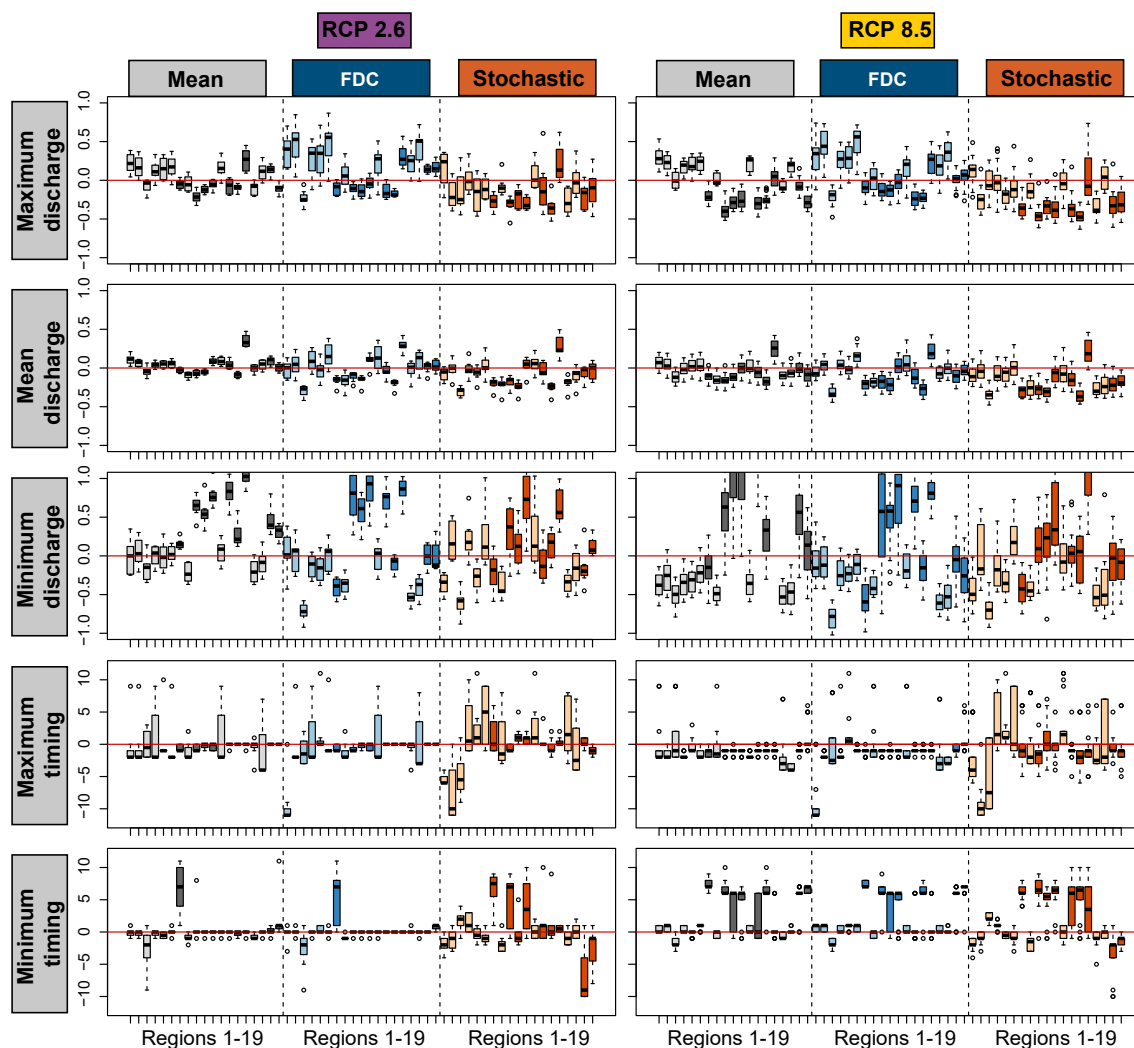 RCP 2.6 RCP 8.5
Mean FDC Stochastic Mean FDC Stochastic
Maximum
discharge
1.0
0.5
0.0
−0.5
−1.0
Mean
discharge
1.0
0.5
0.0
−0.5
−1.0
Minimum
discharge
1.0
0.5
0.0
−0.5
−1.0
Maximum
timing
10
5
0
−5
−10
Minimum
timing
10
5
0
−5
−10
Regions 1-19 Regions 1-19 Regions 1-19 Regions 1-19 Regions 1-19 Regions 1-19